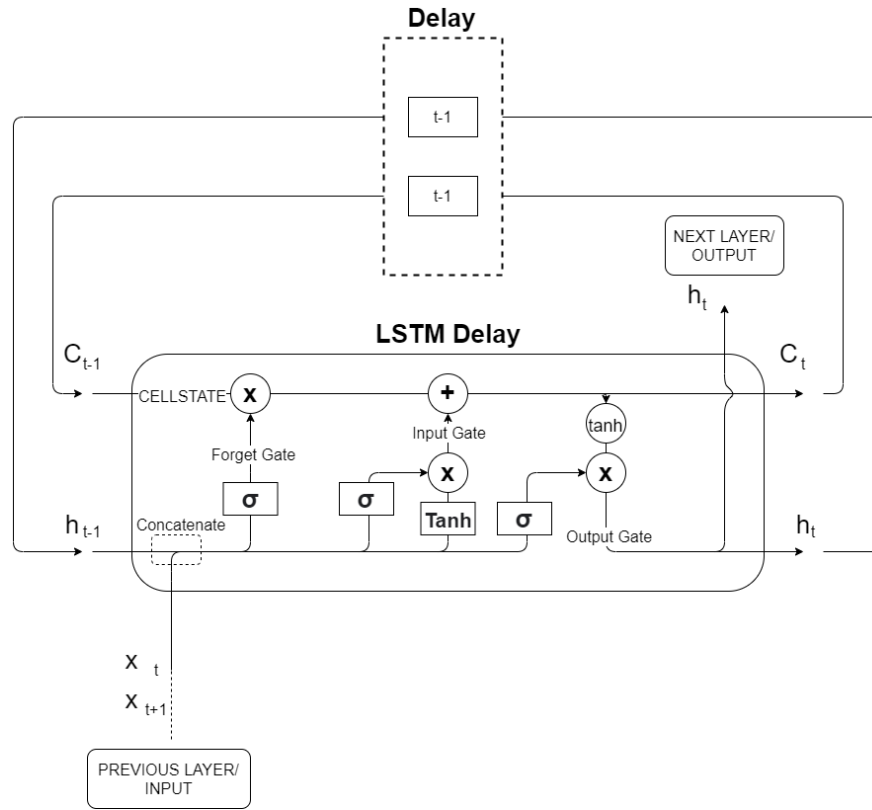 Delay
t-1
t-1
NEXT LAYER/
OUTPUT
h t
LSTM Delay
C t-1
C t
CELLSTATE
x
+
tanh
Forget Gate
Input Gate
x
x
σ
σ
Tanh
σ
h t-1
Concatenate
Output Gate
h t
x t
x t+1
PREVIOUS LAYER/
INPUT